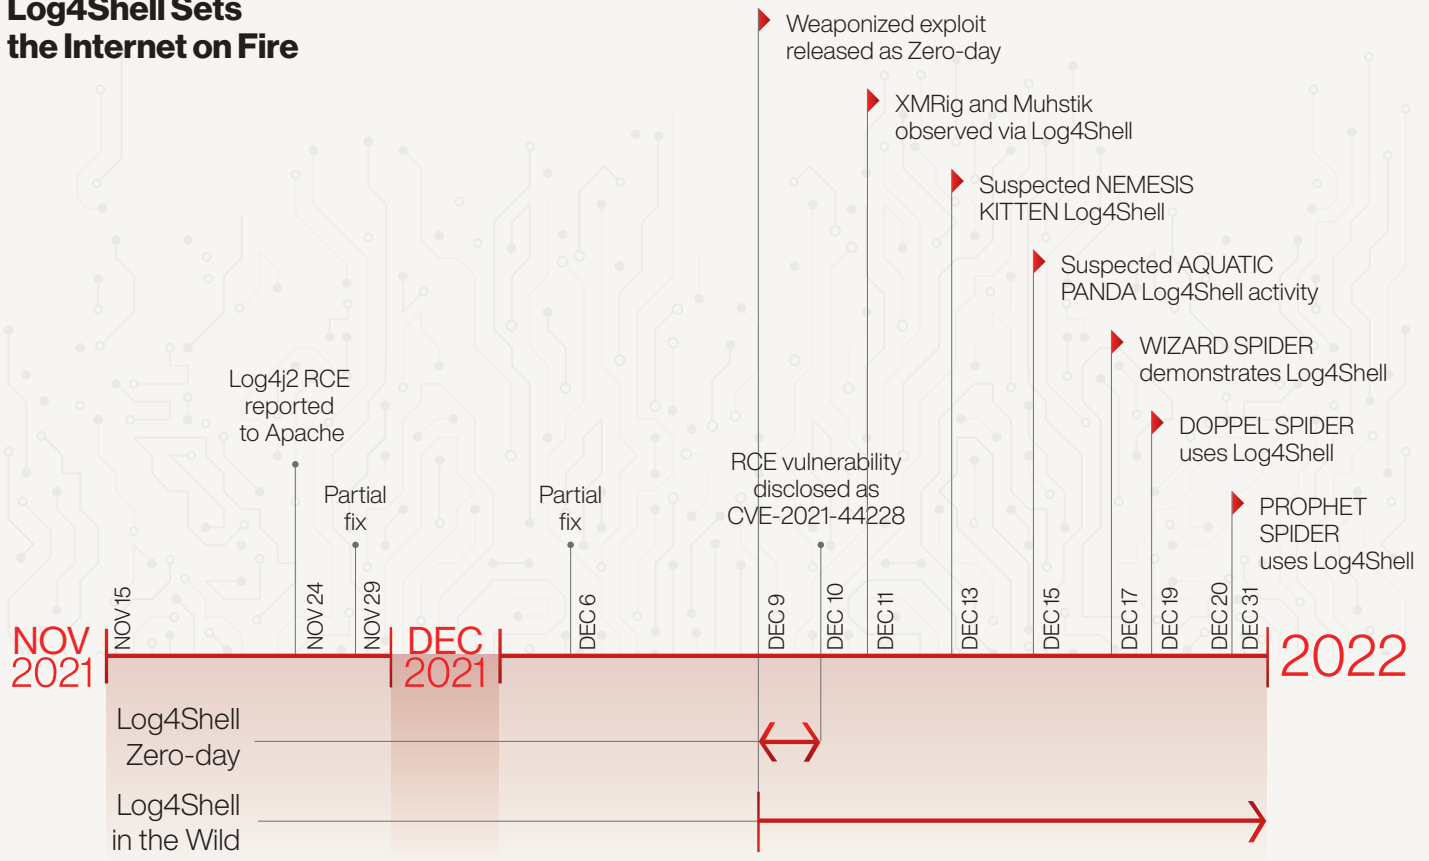 Log4Shell Sets
the Internet on Fire
Weaponized exploit
released as Zero-day
XMRig and Muhstik
observed via Log4Shell
Suspected NEMESIS
KITTEN Log4Shell
Suspected AQUATIC
PANDA Log4Shell activity
WIZARD SPIDER
demonstrates Log4Shell
DOPPEL SPIDER
uses Log4Shell
PROPHET
SPIDER
uses Log4Shell
Log4j2 RCE
reported
to Apache
Partial
fix
Partial
fix
RCE vulnerability
disclosed as
CVE-2021-44228
NOV
2021
NOV 15
NOV 24
NOV 29
DEC
2021
DEC 6
DEC 9
DEC 10
DEC 11
DEC 13
DEC 15
DEC 17
DEC 19
DEC 20
DEC 31
2022
Log4Shell
Zero-day
Log4Shell
in the Wild